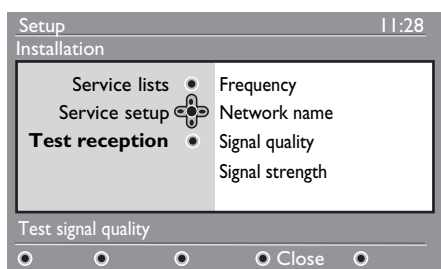 Setup 11:28
Installation
Service lists Frequency
Service setup Network name
Test reception Signal quality
Signal strength
Test signal quality
Close